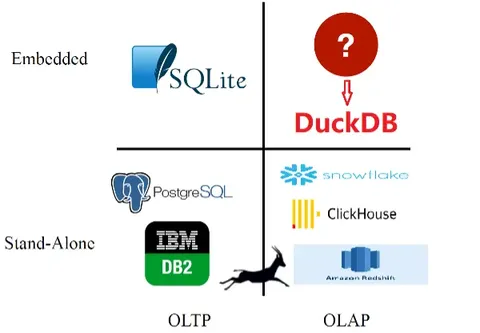 Embedded
SQLite
?
DuckDB
PostgreSQL
snowflake
ClickHouse
Stand-Alone
IBM
DB2
Amazon Redshift
OLTP
OLAP